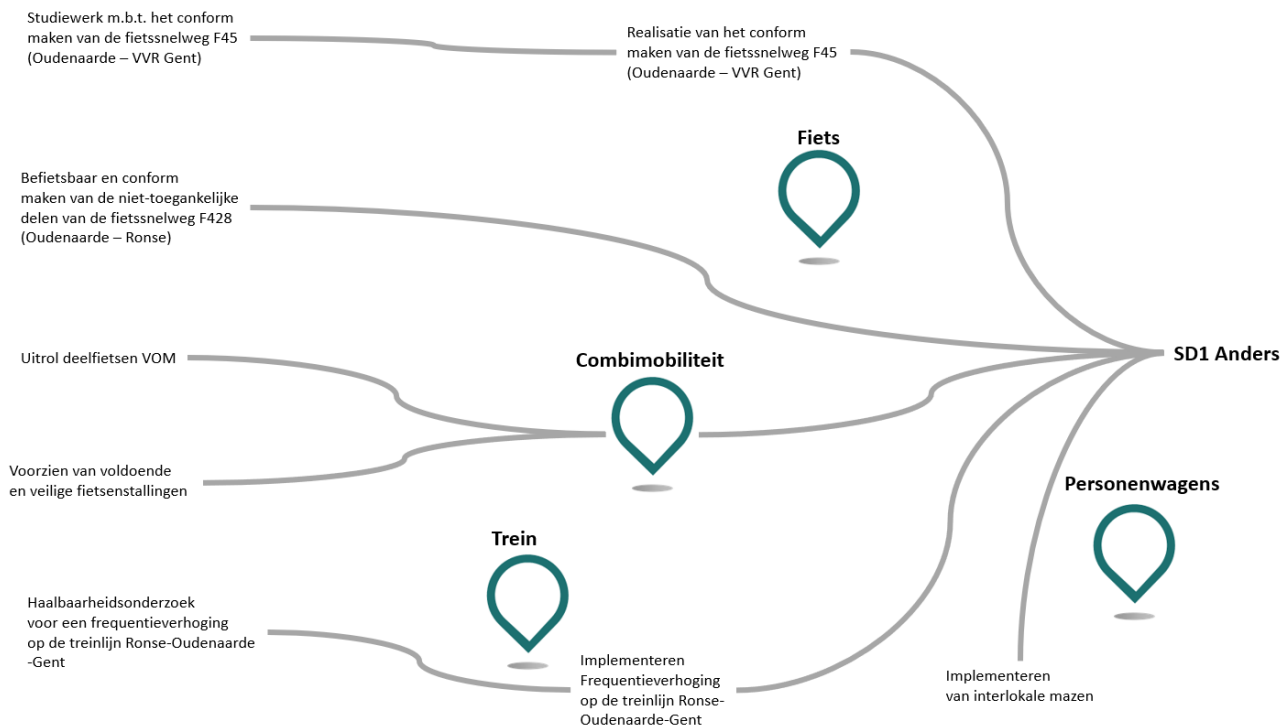 Studiewerk m.b.t. het conform
maken van de fietssnelweg F45
(Oudenaarde – VVR Gent)
Realisatie van het conform
maken van de fietssnelweg F45
(Oudenaarde – VVR Gent)
Fiets
Befietsbaar en conform
maken van de niet-toegankelijke
delen van de fietssnelweg F428
(Oudenaarde – Ronse)
Uitrol deelfietsen VOM
Combimobiliteit
SD1 Anders
Voorzien van voldoende
en veilige fietsenstallingen
Personenwagens
Trein
Haalbaarheidsonderzoek
voor een frequentieverhoging
op de treinlijn Ronse-Oudenaarde
-Gent
Implementeren
Frequentieverhoging
op de treinlijn Ronse-
Oudenaarde-Gent
Implementeren
van interlokale mazen